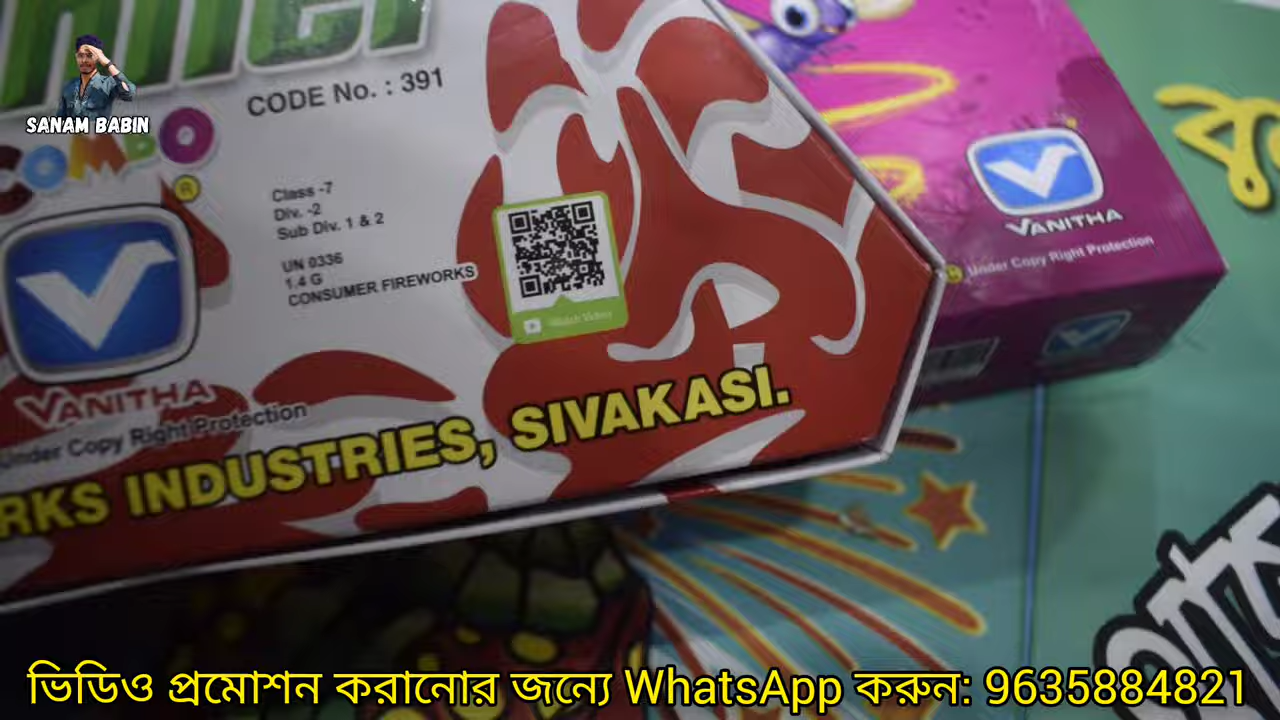 SANAM BABIN
CODE No. : 391
COMBO
Class -7
Div. -2
Sub Div. 1 & 2
UN 0336
1.4 G
CONSUMER FIREWORKS
Watch Video
VANITHA
Under Copy Right Protection
RKS INDUSTRIES, SIVAKASI.
VANITHA
Under Copy Right Protection
ভিডিও প্রমোশন করানোর জন্যে WhatsApp করুন: 9635884821